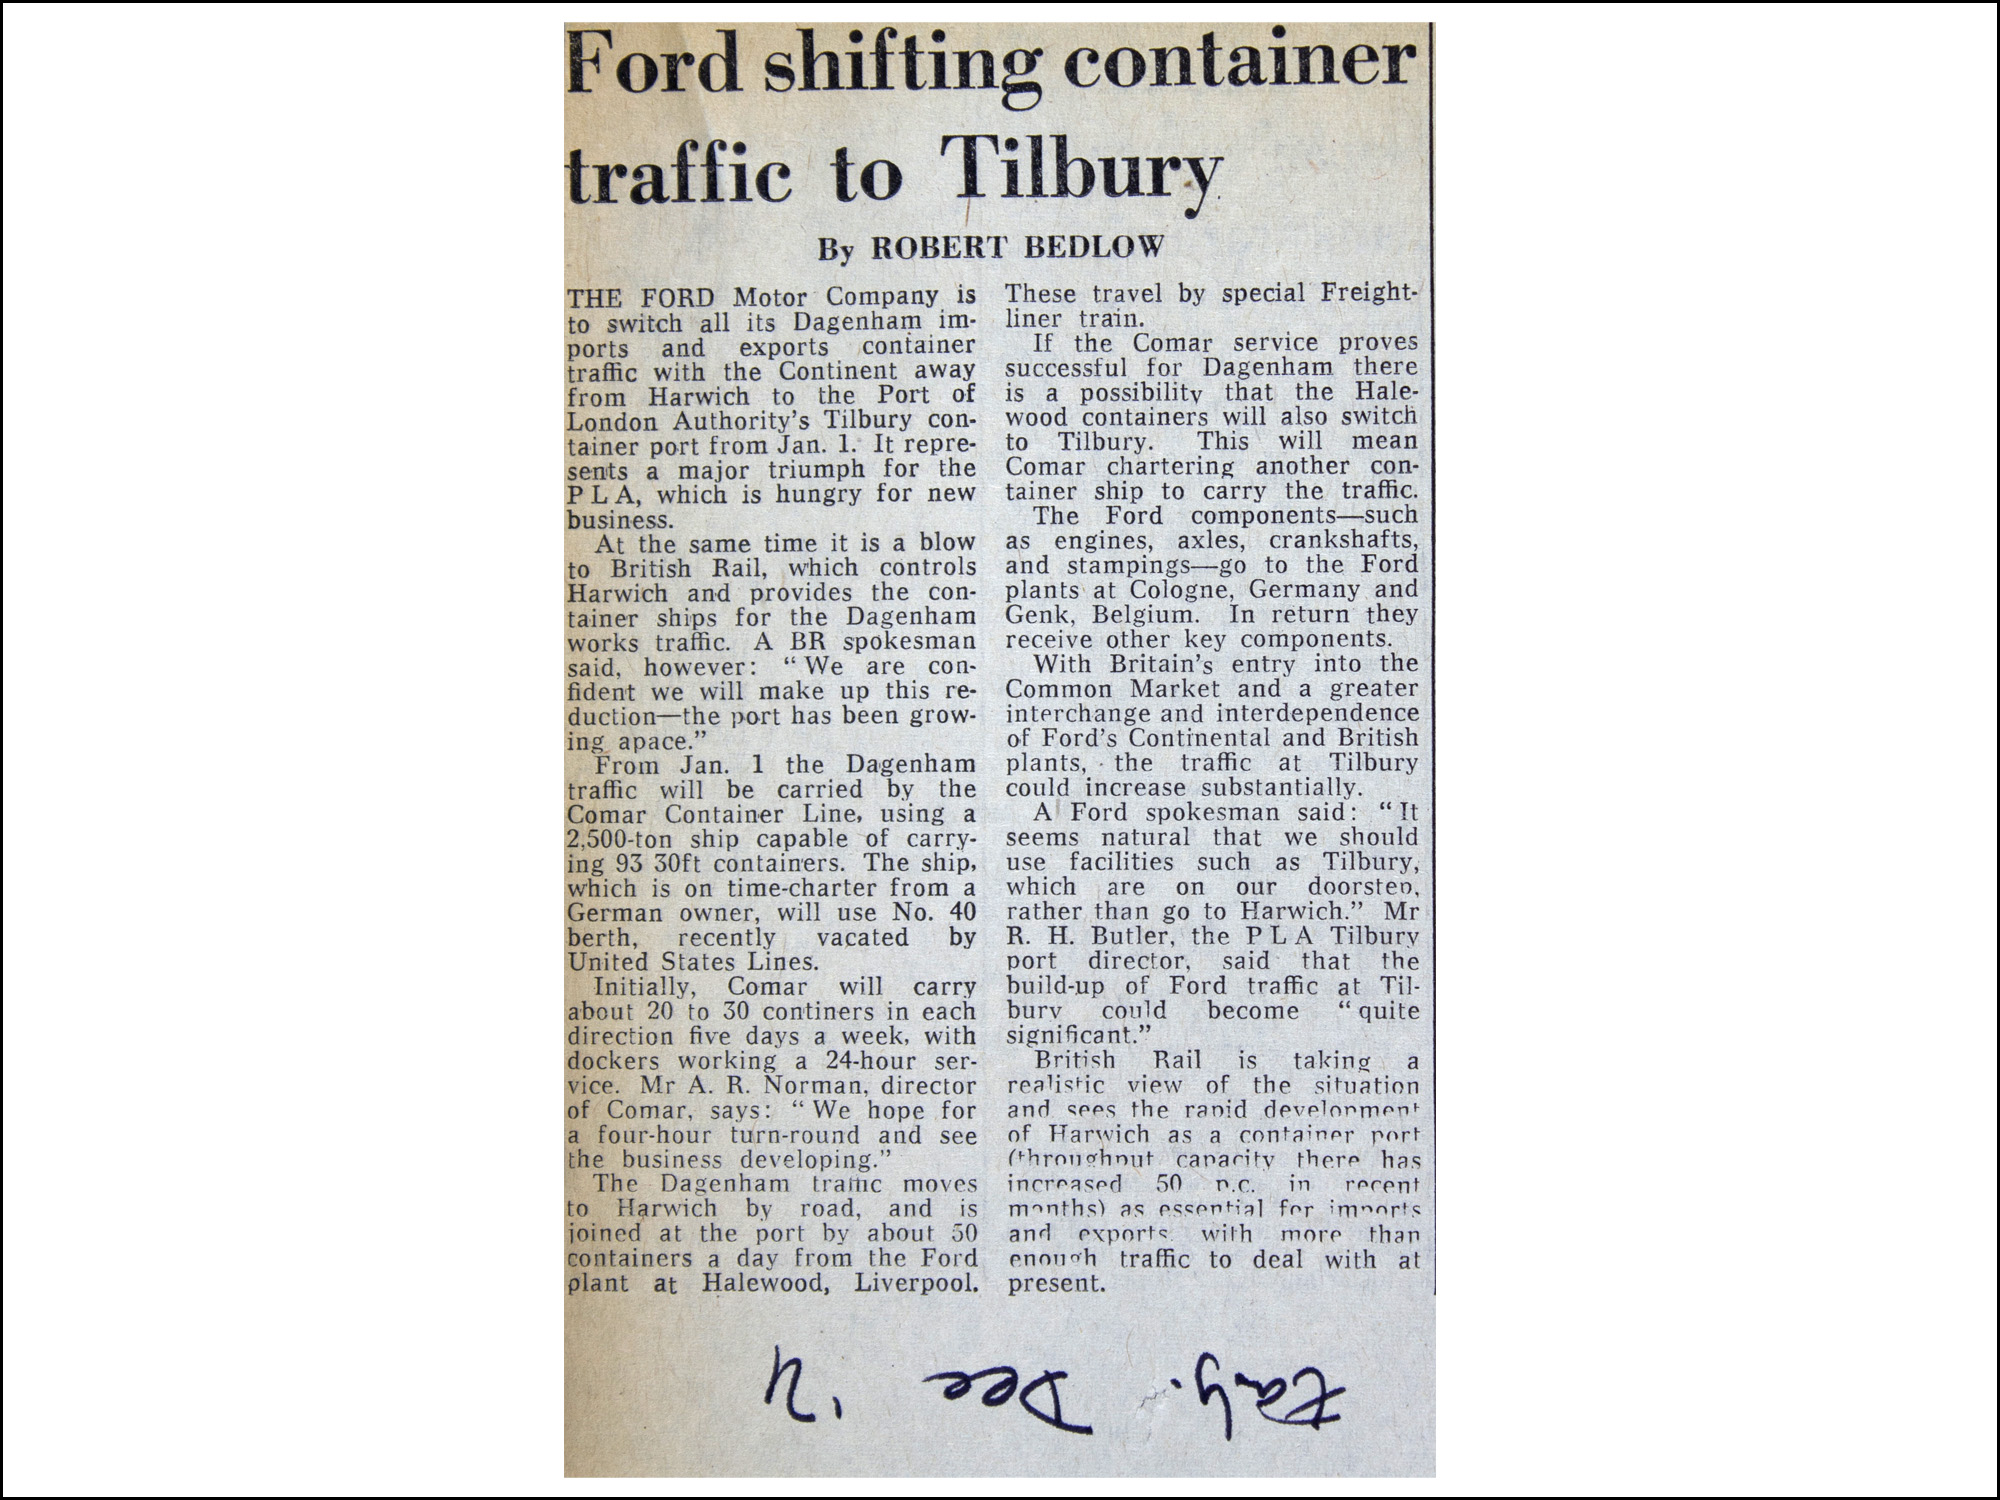 Ford shifting container
traffic to Tilbury
By ROBERT BEDLOW
THE FORD Motor Company is
to switch all its Dagenham im-
ports and exports container
traffic with the Continent away
from Harwich to the Port of
London Authority's Tilbury con-
tainer port from Jan. 1. It repre-
sents a major triumph for the
P L A, which is hungry for new
business.
At the same time it is a blow
to British Rail, which controls
Harwich and provides the con-
tainer ships for the Dagenham
works traffic. A BR spokesman
said, however: “We are con-
fident we will make up this re-
duction—the port has been grow-
ing apace.”
From Jan. 1 the Dagenham
traffic will be carried by the
Comar Container Line, using a
2,500-ton ship capable of carry-
ing 93 30ft containers. The ship,
which is on time-charter from a
German owner, will use No. 40
berth, recently vacated by
United States Lines.
Initially, Comar will carry
about 20 to 30 continers in each
direction five days a week, with
dockers working a 24-hour ser-
vice. Mr A. R. Norman, director
of Comar, says: “We hope for
a four-hour turn-round and see
the business developing.”
The Dagenham traffic moves
to Harwich by road, and is
joined at the port by about 50
containers a day from the Ford
plant at Halewood, Liverpool.
These travel by special Freight-
liner train.
If the Comar service proves
successful for Dagenham there
is a possibility that the Hale-
wood containers will also switch
to Tilbury. This will mean
Comar chartering another con-
tainer ship to carry the traffic.
The Ford components—such
as engines, axles, crankshafts,
and stampings—go to the Ford
plants at Cologne, Germany and
Genk, Belgium. In return they
receive other key components.
With Britain's entry into the
Common Market and a greater
interchange and interdependence
of Ford's Continental and British
plants, the traffic at Tilbury
could increase substantially.
A Ford spokesman said: “It
seems natural that we should
use facilities such as Tilbury,
which are on our doorstep,
rather than go to Harwich.” Mr
R. H. Butler, the P L A Tilbury
port director, said that the
build-up of Ford traffic at Til-
bury could become “quite
significant.”
British Rail is taking a
realistic view of the situation
and sees the rapid development
of Harwich as a container port
(throughput capacity there has
increased 50 p.c. in recent
months) as essential for imports
and exports with more than
enough traffic to deal with at
present.
Dec